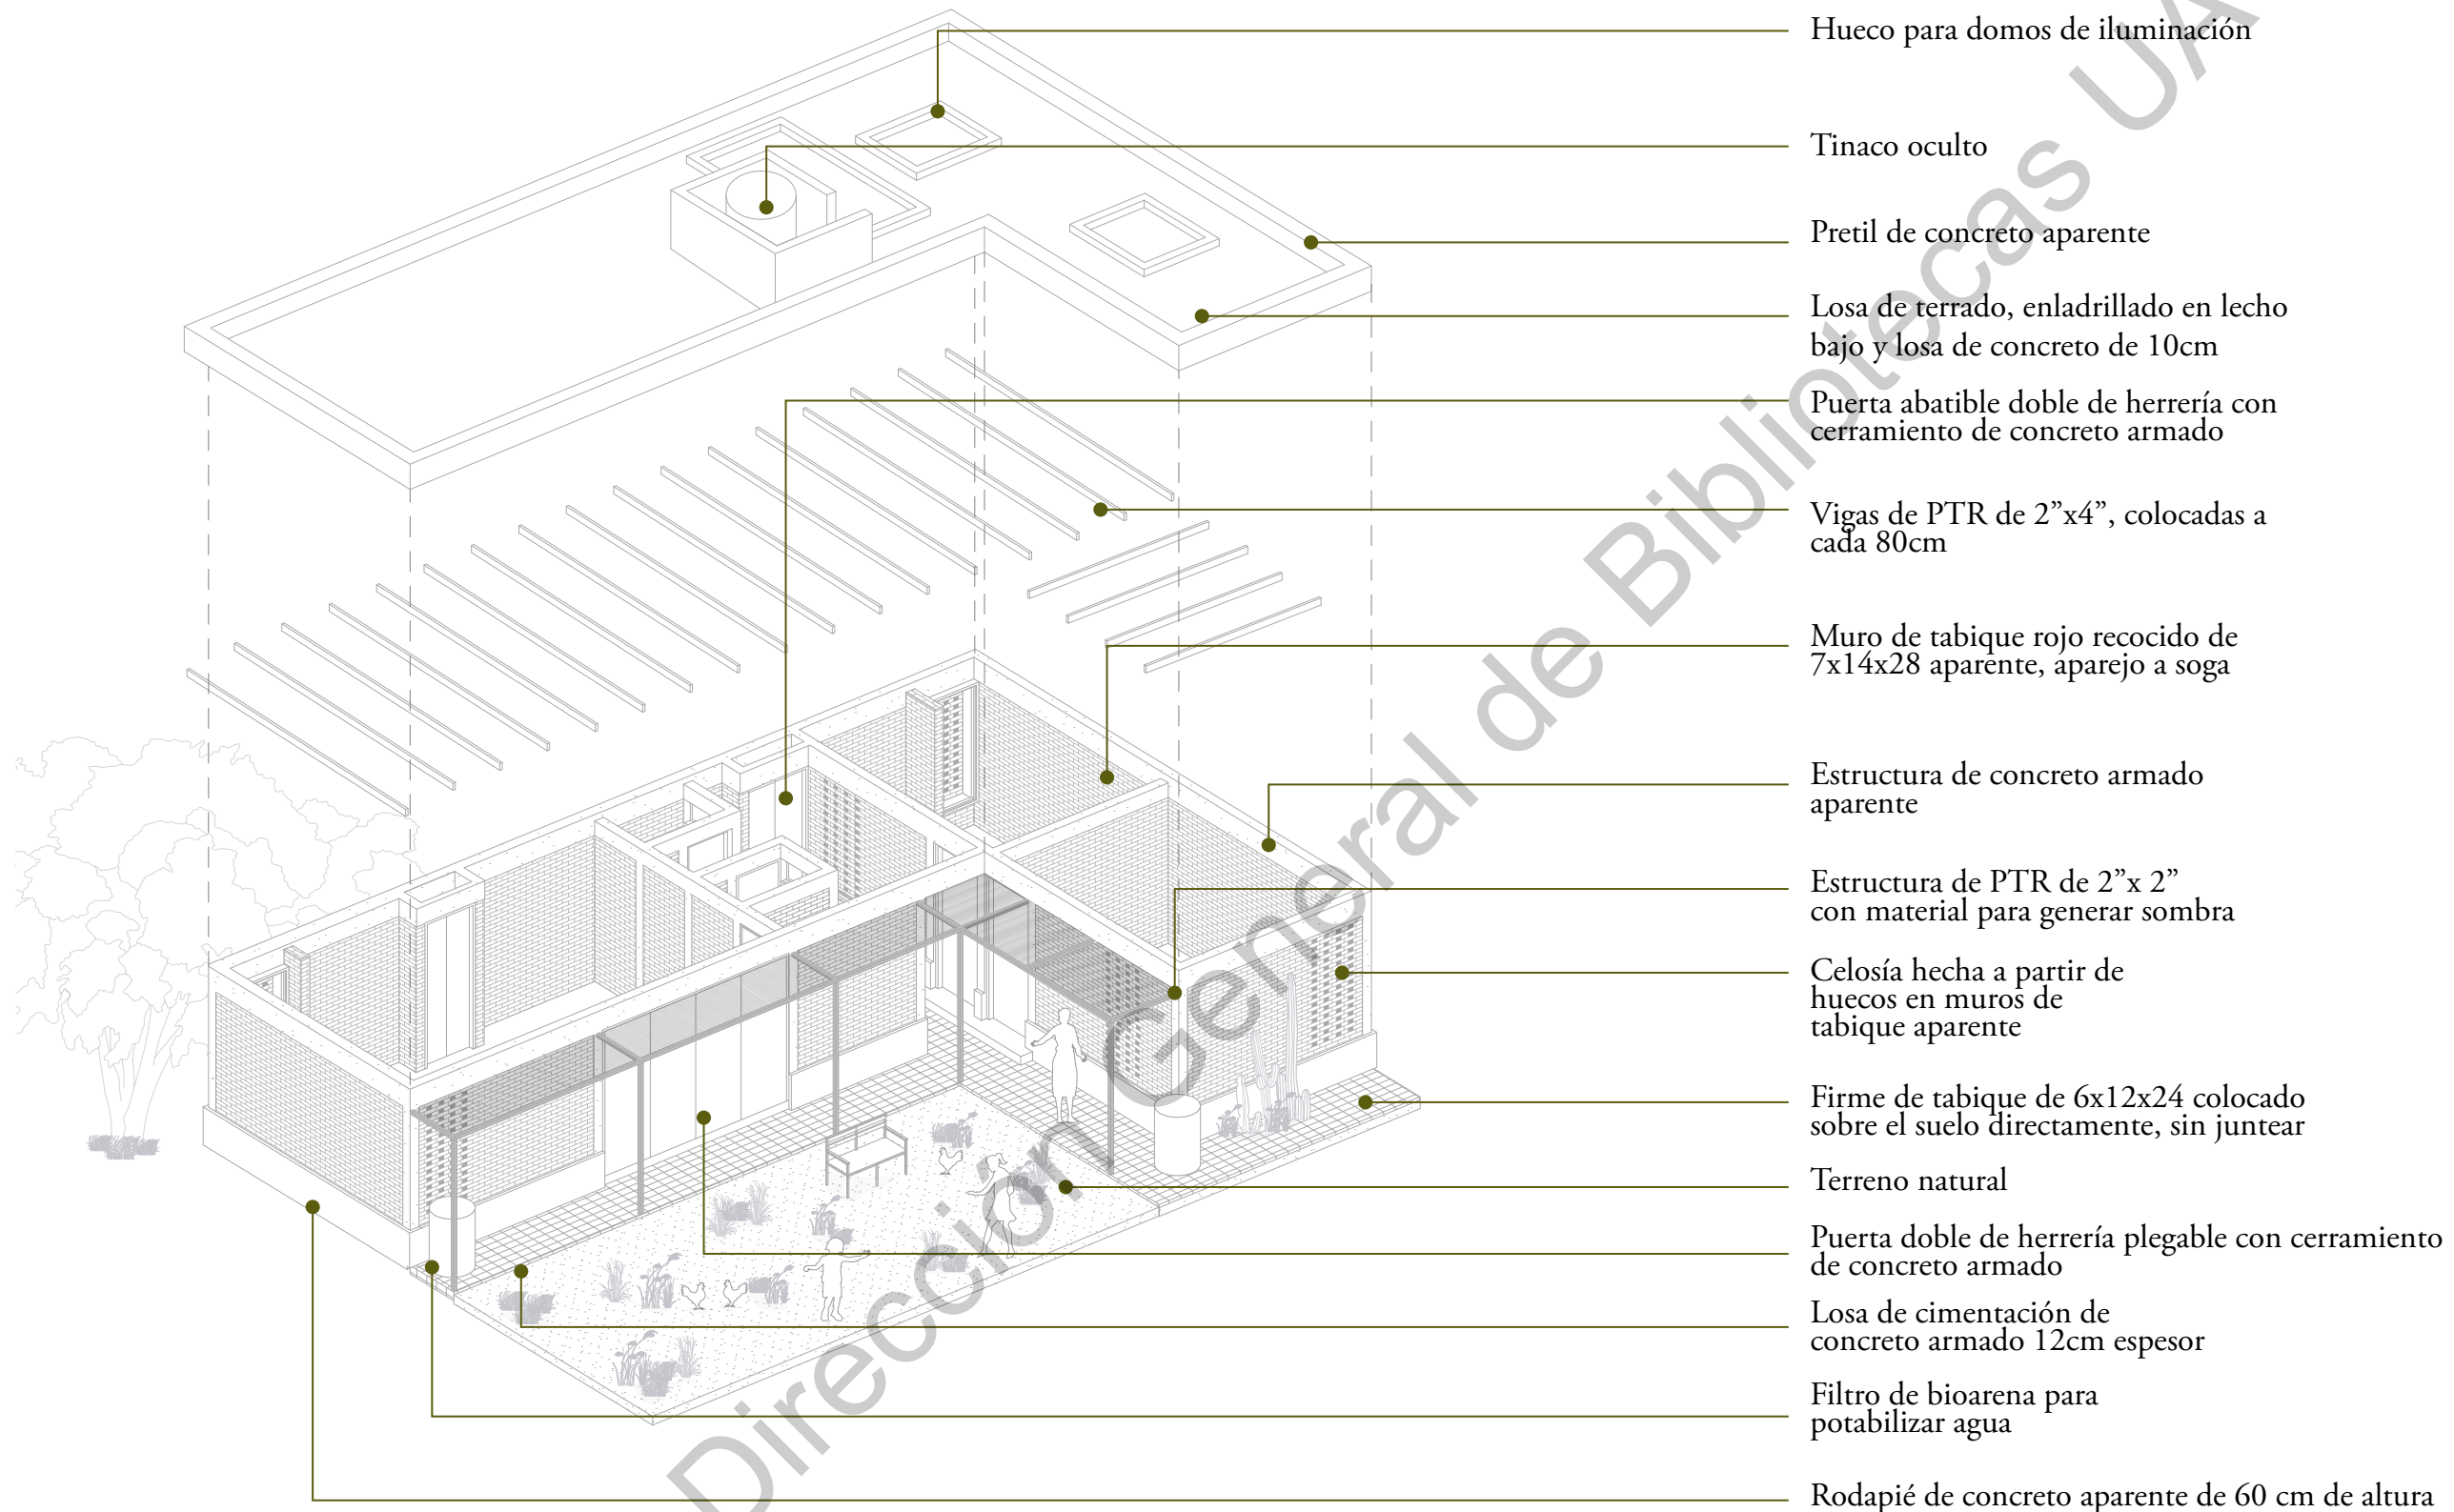 Hueco para domos de iluminación
Tinaco oculto
Pretil de concreto aparente
Losa de terrado, enladrillado en lecho
bajo y losa de concreto de 10cm
Puerta abatible doble de herrería con
cerramiento de concreto armado
Vigas de PTR de 2”x4”, colocadas a
cada 80cm
Muro de tabique rojo recocido de
7x14x28 aparente, aparejo a soga
Estructura de concreto armado
aparente
Estructura de PTR de 2”x 2”
con material para generar sombra
Celosía hecha a partir de
huecos en muros de
tabique aparente
Firme de tabique de 6x12x24 colocado
sobre el suelo directamente, sin juntear
Terreno natural
Puerta doble de herrería plegable con cerramiento
de concreto armado
Losa de cimentación de
concreto armado 12cm espesor
Filtro de bioarena para
potabilizar agua
Rodapié de concreto aparente de 60 cm de altura
Dirección General de Bibliotecas UA